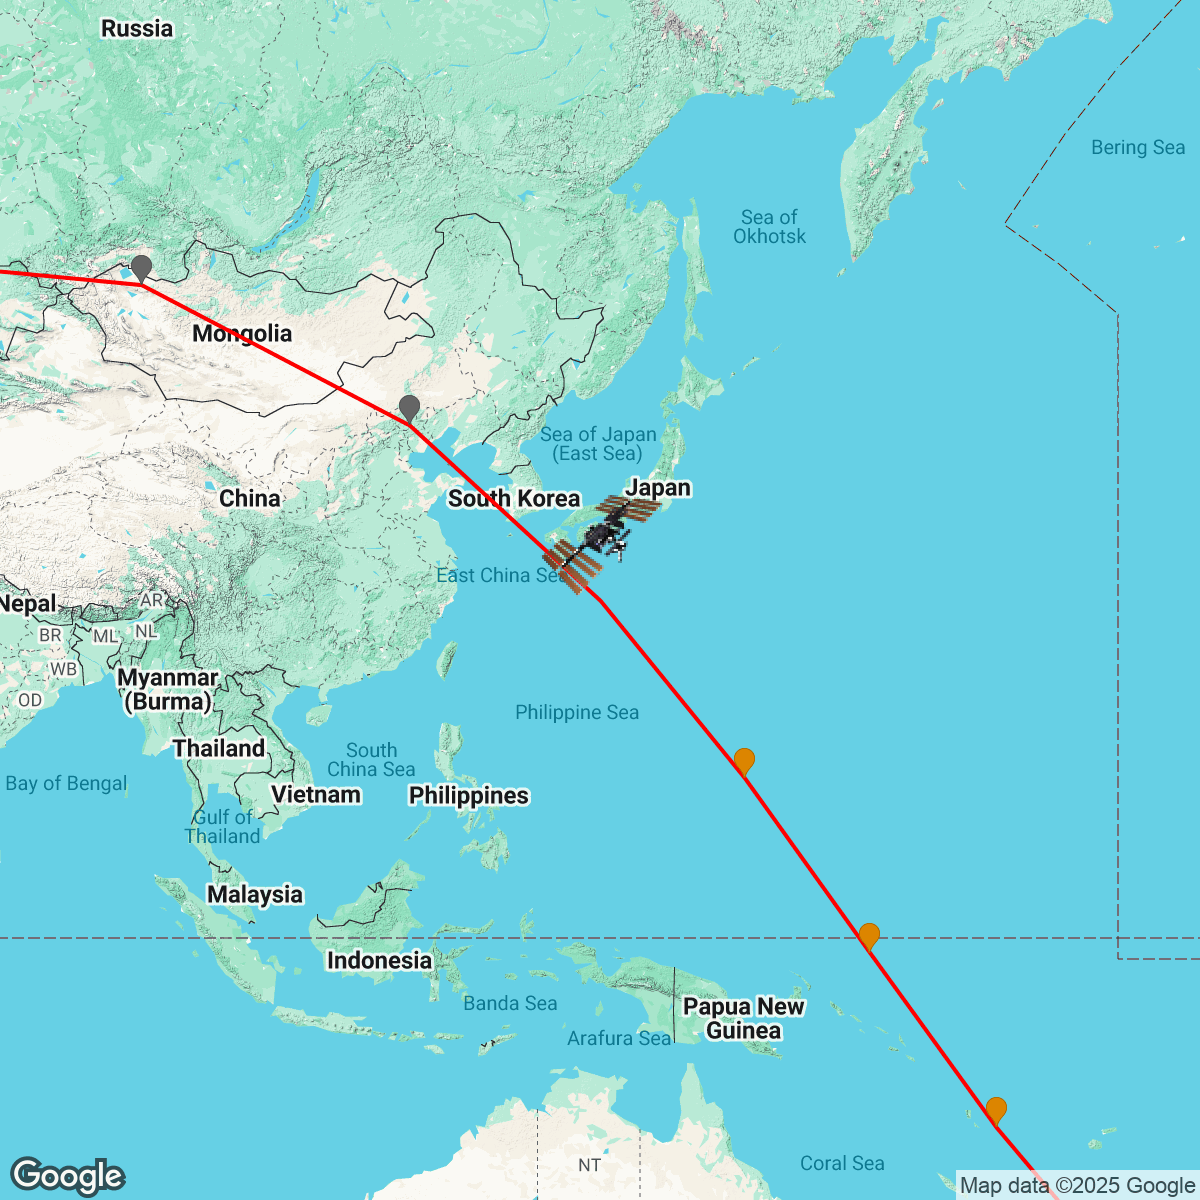 Russia
Bering Sea
Sea of
Okhotsk
Mongolia
Sea of Japan
(East Sea)
Japan
China
South Korea
East China Sea
Nepal
AR
BR
ML
NL
WB
OD
Myanmar
(Burma)
Philippine Sea
Thailand
South
China Sea
Bay of Bengal
Vietnam
Philippines
Gulf of
Thailand
Malaysia
Indonesia
Banda Sea
Papua New
Guinea
Arafura Sea
NT
Coral Sea
Google
Map data ©2025 Google